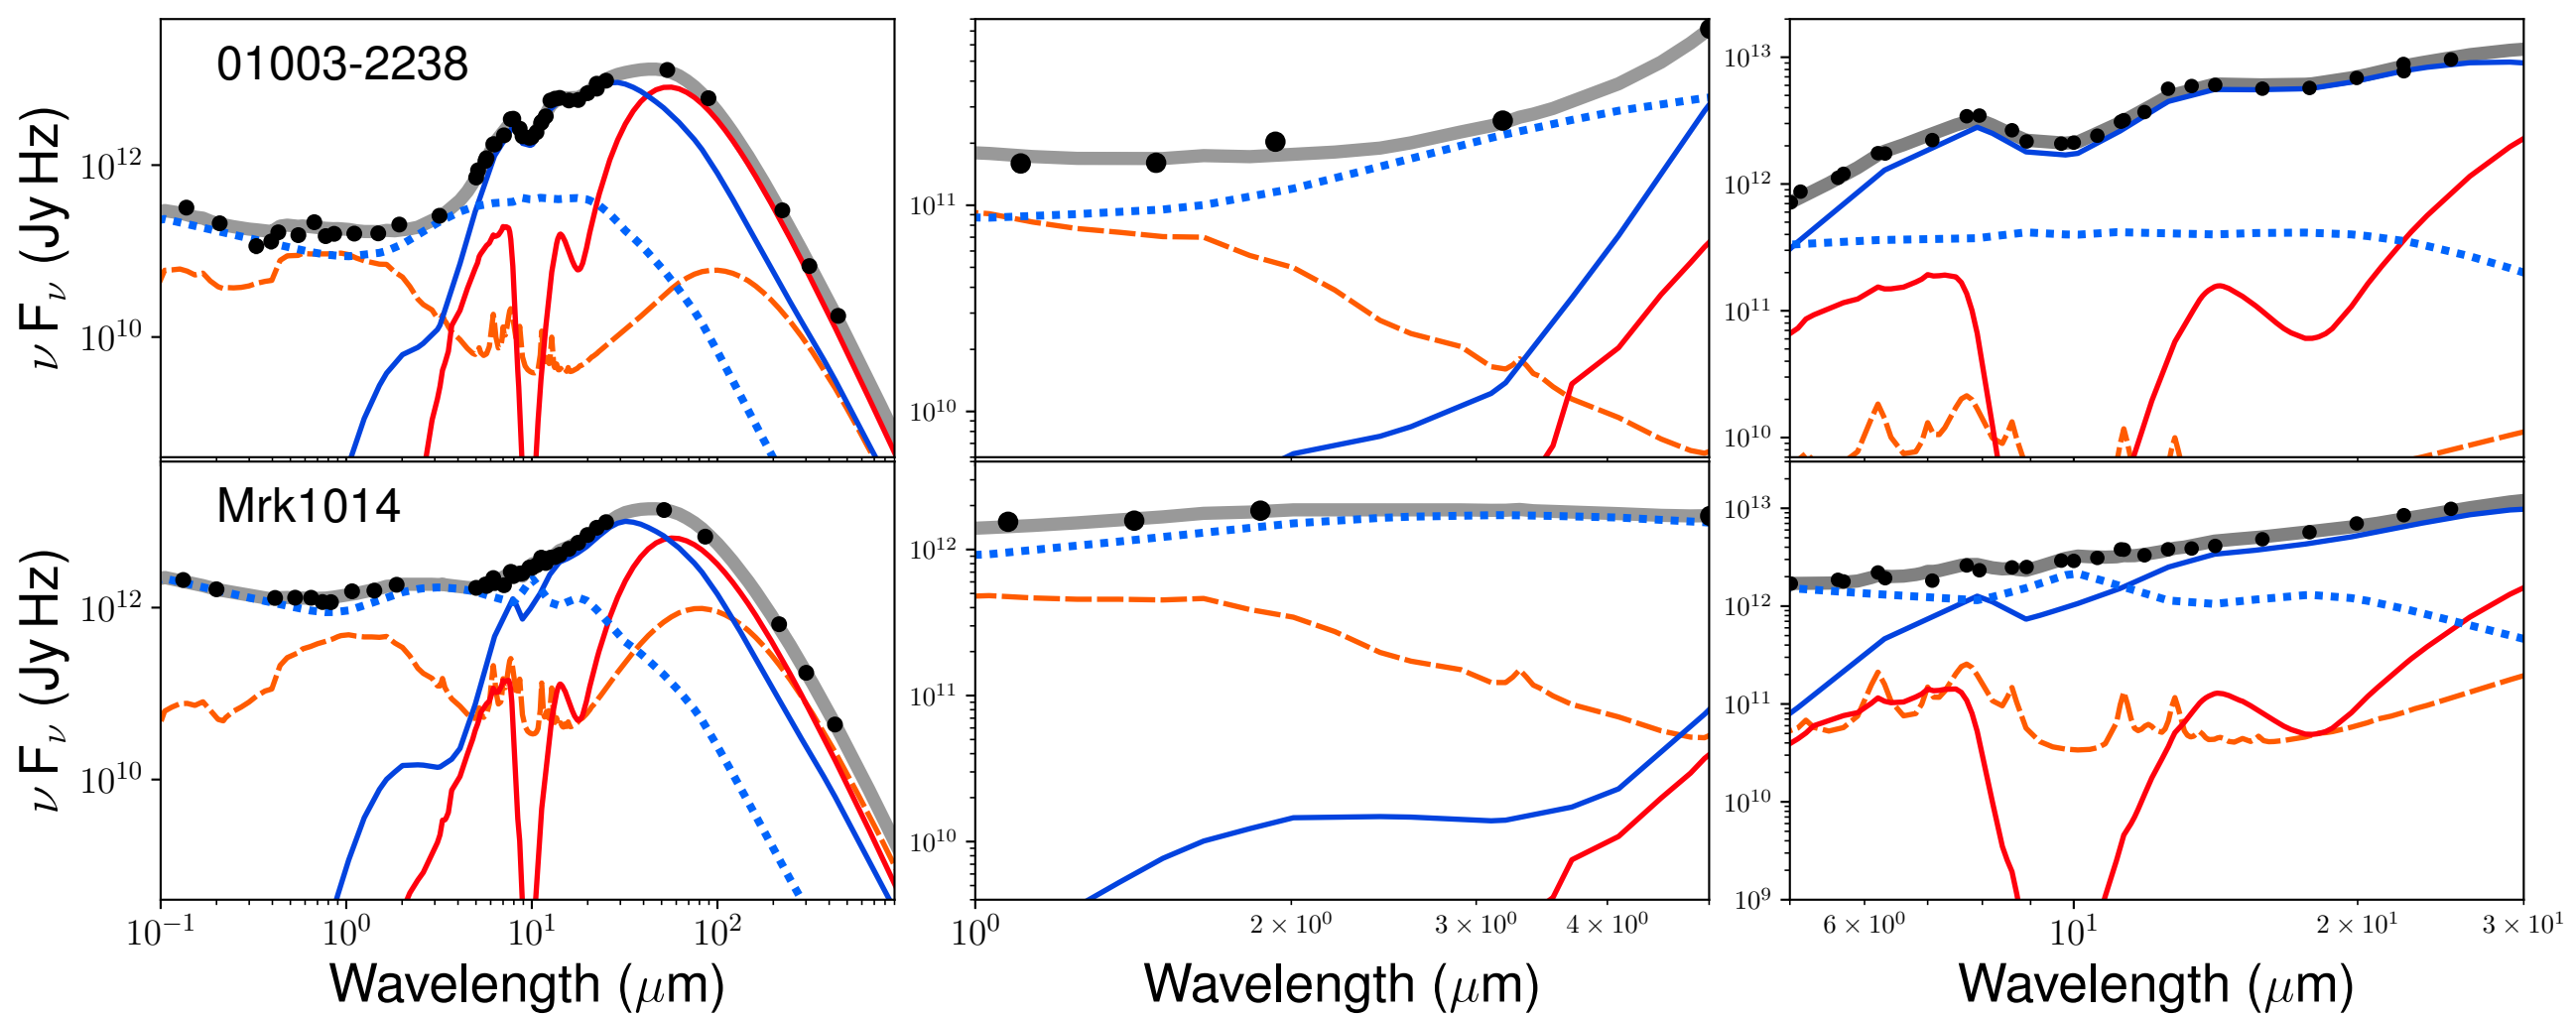 01003-2238
ν F_ν (Jy Hz)
10^12
10^10
10^11
10^10
10^13
10^12
10^11
10^10
Mrk1014
ν F_ν (Jy Hz)
10^12
10^10
10^12
10^11
10^10
10^13
10^12
10^11
10^10
10^9
10^−1
10^0
10^1
10^2
10^0
2 × 10^0
3 × 10^0
4 × 10^0
6 × 10^0
10^1
2 × 10^1
3 × 10^1
Wavelength (μm)
Wavelength (μm)
Wavelength (μm)